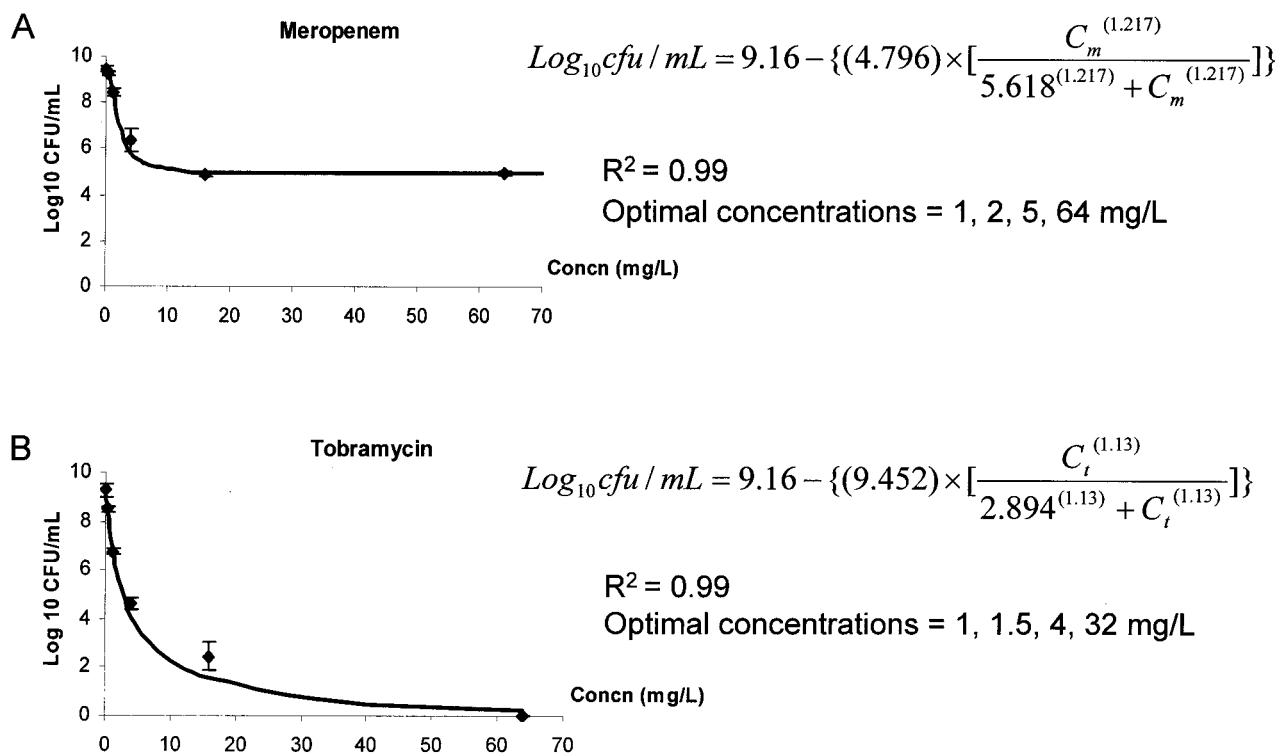 A
Meropenem
Log10 CFU/mL
10
8
6
4
2
0
0 10 20 30 40 50 60 70
Concn (mg/L)
Log₁₀cfu / mL = 9.16 − {(4.796) × [ Cₘ^(1.217) / 5.618^(1.217) + Cₘ^(1.217) ]}
R² = 0.99
Optimal concentrations = 1, 2, 5, 64 mg/L
B
Tobramycin
Log 10 CFU/mL
10
8
6
4
2
0
0 10 20 30 40 50 60 70
Concn (mg/L)
Log₁₀cfu / mL = 9.16 − {(9.452) × [ Cₜ^(1.13) / 2.894^(1.13) + Cₜ^(1.13) ]}
R² = 0.99
Optimal concentrations = 1, 1.5, 4, 32 mg/L